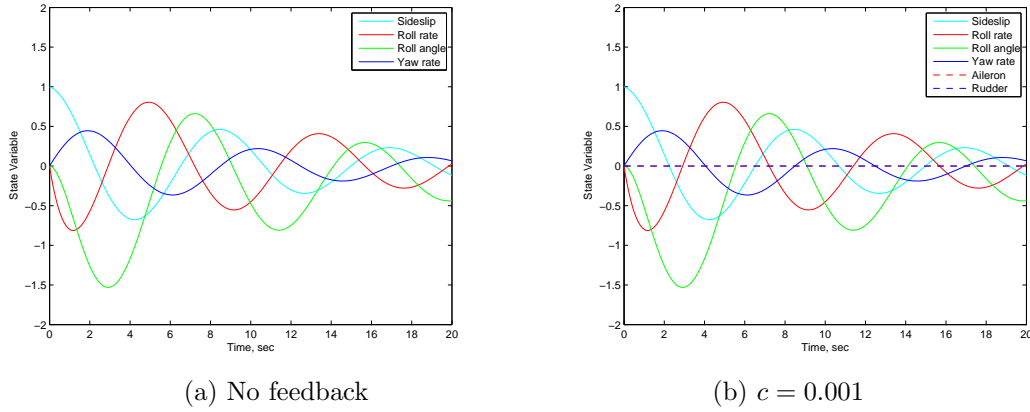 2
1.5
1
0.5
0
−0.5
−1
−1.5
−2
State Variable
0 2 4 6 8 10 12 14 16 18 20
Time, sec
Sideslip
Roll rate
Roll angle
Yaw rate
(a) No feedback
2
1.5
1
0.5
0
−0.5
−1
−1.5
−2
State Variable
0 2 4 6 8 10 12 14 16 18 20
Time, sec
Sideslip
Roll rate
Roll angle
Yaw rate
Aileron
Rudder
(b) c = 0.001